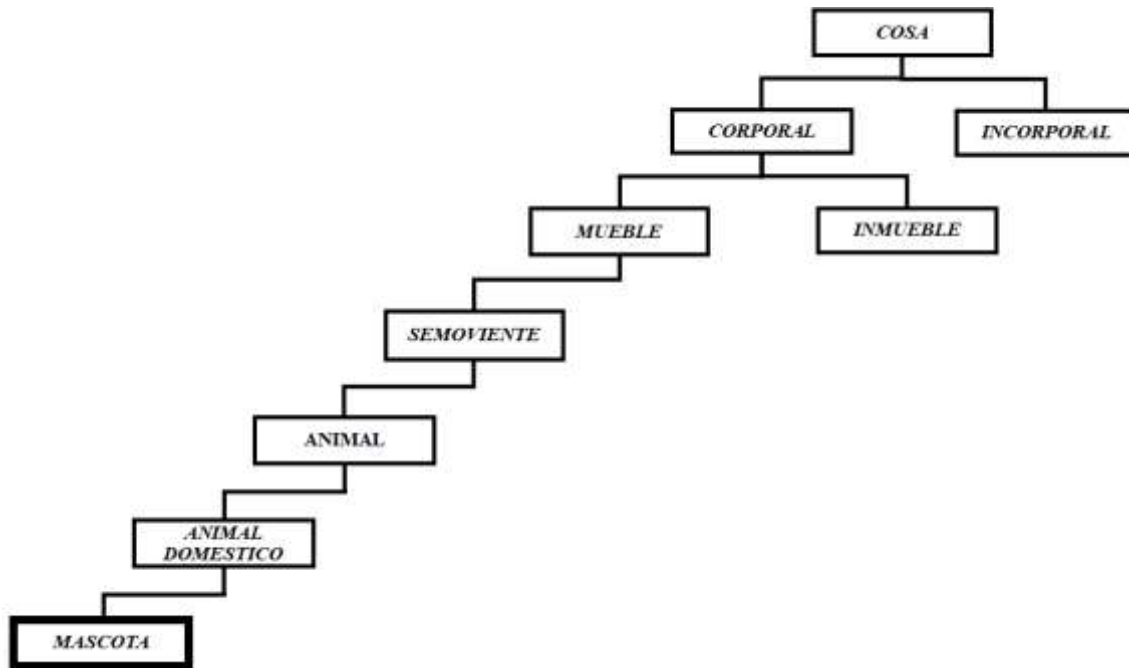 COSA
CORPORAL
INCORPORAL
MUEBLE
INMUEBLE
SEMOVIENTE
ANIMAL
ANIMAL
DOMESTICO
MASCOTA